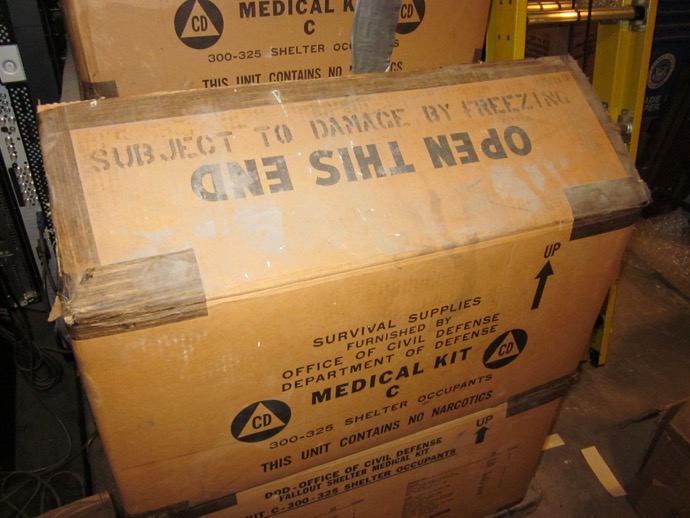 CD
MEDICAL
C
CD
300-325 SHELTER
THIS UNIT CONTAINS NO
SUBJECT TO DAMAGE BY FREEZING
OPEN THIS END
UP
SURVIVAL SUPPLIES
FURNISHED BY
OFFICE OF CIVIL DEFENSE
DEPARTMENT OF DEFENSE
MEDICAL KIT
C
CD
CD
300-325 SHELTER OCCUPANTS
THIS UNIT CONTAINS NO NARCOTICS
UP
DOD-OFFICE OF CIVIL DEFENSE
FALLOUT SHELTER MEDICAL KIT
KIT C-300-325 SHELTER OCCUPANTS